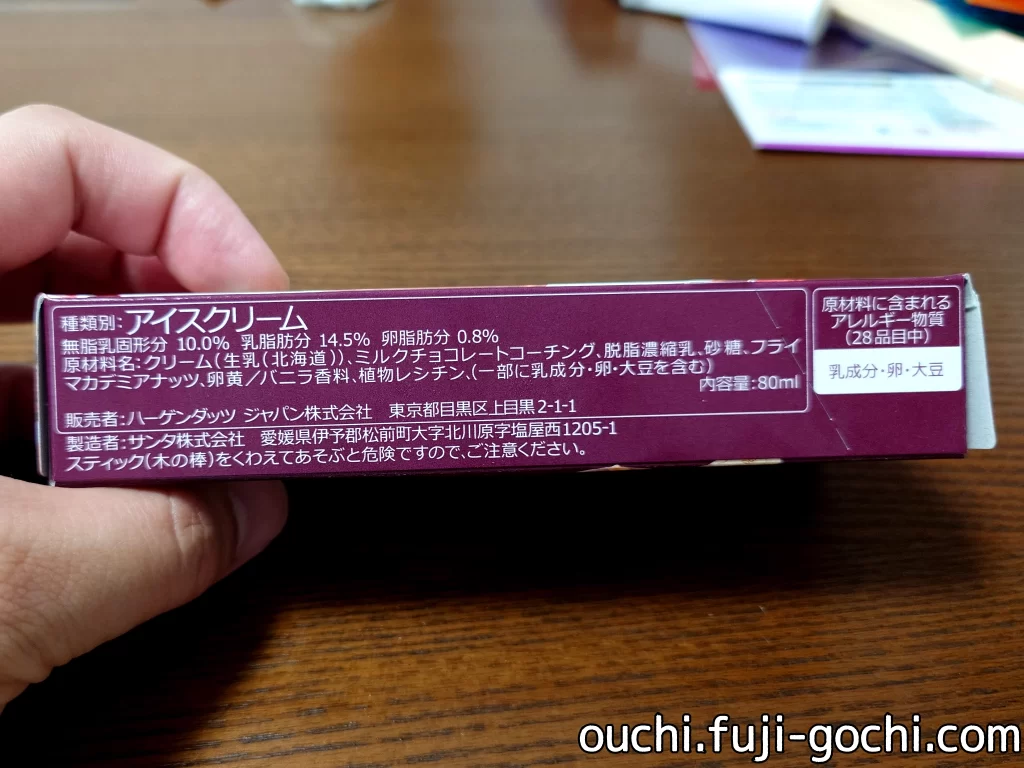 種類別:アイスクリーム
無脂乳固形分 10.0% 乳脂肪分 14.5% 卵脂肪分 0.8%
原材料名:クリーム(生乳(北海道))、ミルクチョコレートコーチング、脱脂濃縮乳、砂糖、フライ
マカデミアナッツ、卵黄/バニラ香料、植物レシチン、(一部に乳成分・卵・大豆を含む)
内容量:80ml
販売者:ハーゲンダッツ ジャパン株式会社 東京都目黒区上目黒2-1-1
製造者:サンタ株式会社 愛媛県伊予郡松前町大字北川原字塩屋西1205-1
スティック(木の棒)をくわえてあそぶと危険ですので、ご注意ください。
原材料に含まれる
アレルギー物質
(28品目中)
乳成分・卵・大豆
ouchi.fuji-gochi.com